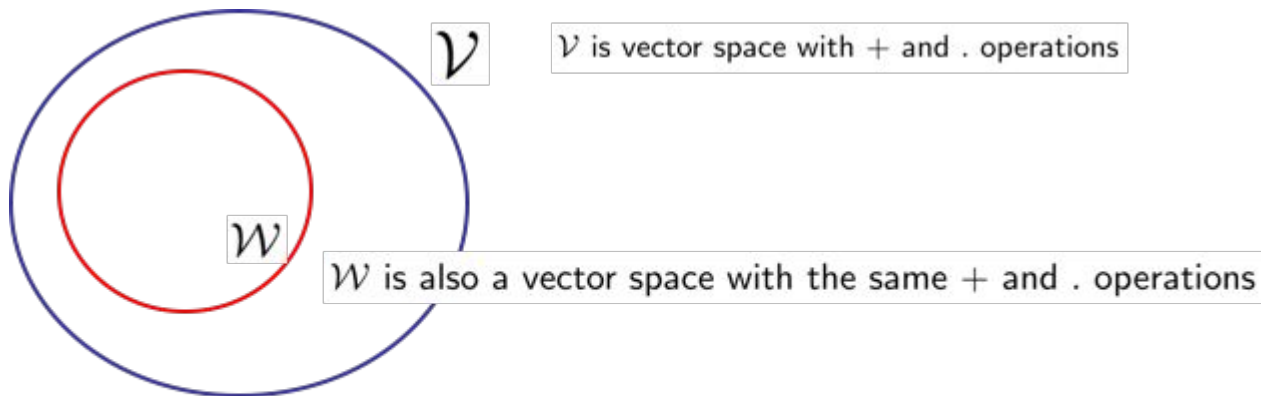 𝒱
𝒱 is vector space with + and . operations
𝒲
𝒲 is also a vector space with the same + and . operations